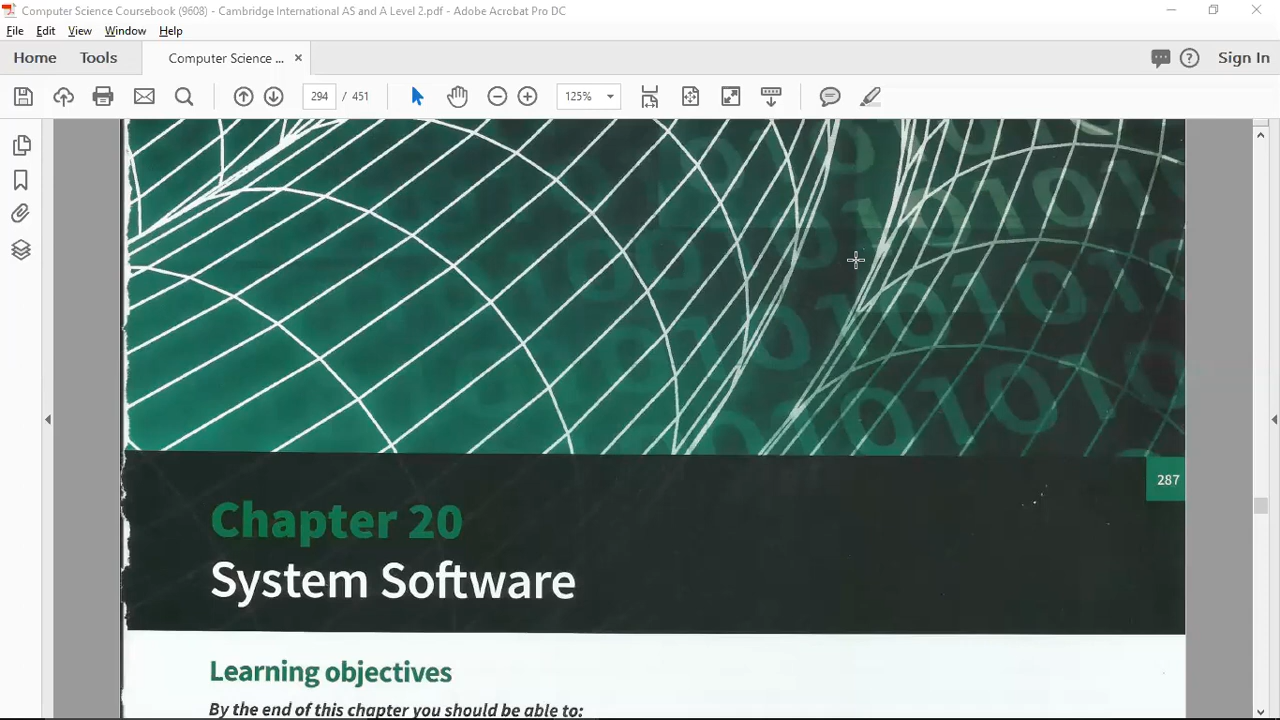 Computer Science Coursebook (9608) - Cambridge International AS and A Level 2.pdf - Adobe Acrobat Pro DC
File Edit View Window Help
Home Tools Computer Science ... × Sign In
294 / 451 125%
287
Chapter 20
System Software
Learning objectives
By the end of this chapter you should be able to: